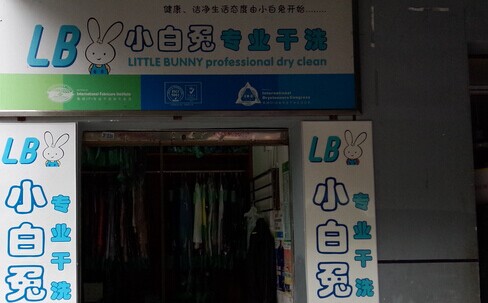 健康、洁净生活态度由小白兔开始........
LB 小白兔专业干洗
LITTLE BUNNY professional dry clean
International
LB
小白兔
专业干洗
LB
小白兔
专业干洗